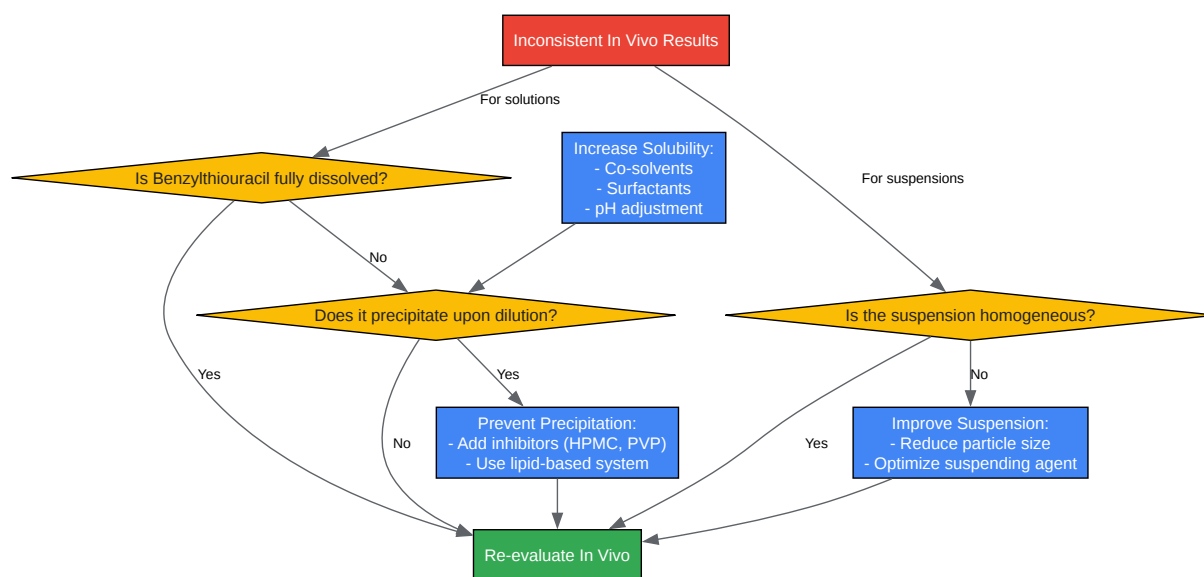 Inconsistent In Vivo Results
For solutions
Increase Solubility:
- Co-solvents
- Surfactants
- pH adjustment
Is Benzylthiouracil fully dissolved?
For suspensions
No
Does it precipitate upon dilution?
Is the suspension homogeneous?
Yes
Yes
No
Prevent Precipitation:
- Add inhibitors (HPMC, PVP)
- Use lipid-based system
Improve Suspension:
- Reduce particle size
- Optimize suspending agent
No
Yes
Re-evaluate In Vivo